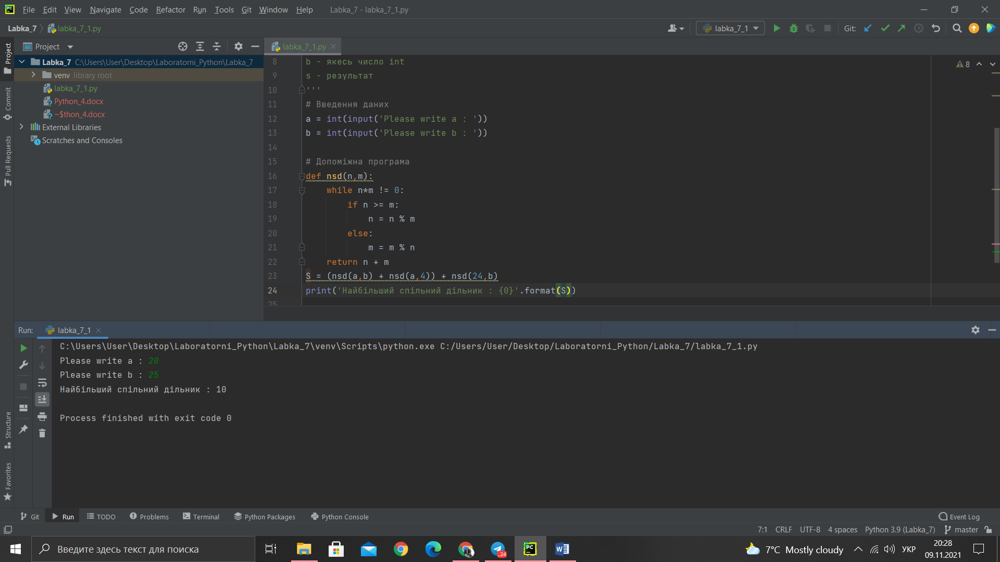 File Edit View Navigate Code Refactor Run Tools Git Window Help Labka_7 - labka_7_1.py
Labka_7 labka_7_1.py labka_7_1 Git:
Project
labka_7_1.py
Labka_7 C:\Users\User\Desktop\Laboratorni_Python\Labka_7
venv library root
labka_7_1.py
Python_4.docx
~$thon_4.docx
External Libraries
Scratches and Consoles
Project
Commit
Pull Requests
Structure
Favorites
8 b - якесь число int
9 s - результат
10 '''
11 # Введення даних
12 a = int(input('Please write a : '))
13 b = int(input('Please write b : '))
14
15 # Допоміжна програма
16 def nsd(n,m):
17 while n*m != 0:
18 if n >= m:
19 n = n % m
20 else:
21 m = m % n
22 return n + m
23 S = (nsd(a,b) + nsd(a,4)) + nsd(24,b)
24 print('Найбільший спільний дільник : {0}'.format(S))
25
8
Run: labka_7_1
C:\Users\User\Desktop\Laboratorni_Python\Labka_7\venv\Scripts\python.exe C:/Users/User/Desktop/Laboratorni_Python/Labka_7/labka_7_1.py
Please write a : 20
Please write b : 25
Найбільший спільний дільник : 10
Process finished with exit code 0
Git Run TODO Problems Terminal Python Packages Python Console Event Log
7:1 CRLF UTF-8 4 spaces Python 3.9 (Labka_7) master
Введите здесь текст для поиска
..24
7°C Mostly cloudy УКР
20:28
09.11.2021